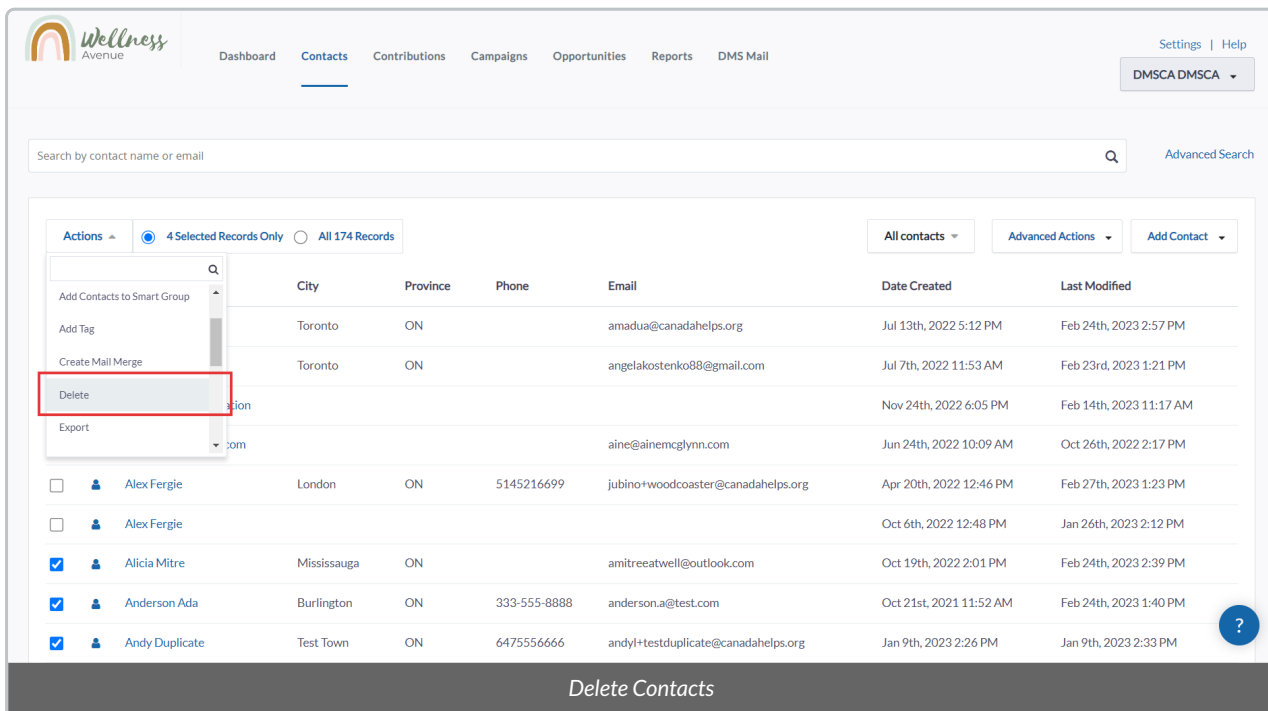 Wellness
Avenue
Dashboard Contacts Contributions Campaigns Opportunities Reports DMS Mail
Settings | Help
DMSCA DMSCA
Search by contact name or email
Advanced Search
Actions 4 Selected Records Only All 174 Records All contacts Advanced Actions Add Contact
City Province Phone Email Date Created Last Modified
Add Contacts to Smart Group
Toronto ON amadua@canadahelps.org Jul 13th, 2022 5:12 PM Feb 24th, 2023 2:57 PM
Add Tag
Create Mail Merge
Toronto ON angelakostenko88@gmail.com Jul 7th, 2022 11:53 AM Feb 23rd, 2023 1:21 PM
Delete
ation Nov 24th, 2022 6:05 PM Feb 14th, 2023 11:17 AM
Export
com aine@ainemcglynn.com Jun 24th, 2022 10:09 AM Oct 26th, 2022 2:17 PM
Alex Fergie London ON 5145216699 jubino+woodcoaster@canadahelps.org Apr 20th, 2022 12:46 PM Feb 27th, 2023 1:23 PM
Alex Fergie Oct 6th, 2022 12:48 PM Jan 26th, 2023 2:12 PM
Alicia Mitre Mississauga ON amitreeatwell@outlook.com Oct 19th, 2022 2:01 PM Feb 24th, 2023 2:39 PM
Anderson Ada Burlington ON 333-555-8888 anderson.a@test.com Oct 21st, 2021 11:52 AM Feb 24th, 2023 1:40 PM
?
Andy Duplicate Test Town ON 6475556666 andyl+testduplicate@canadahelps.org Jan 9th, 2023 2:26 PM Jan 9th, 2023 2:33 PM
Delete Contacts